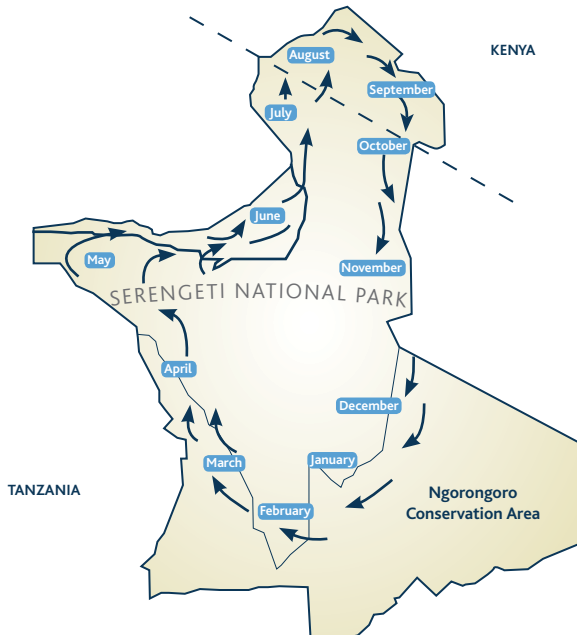 KENYA
August
September
July
October
June
May
November
SERENGETI NATIONAL PARK
April
December
March
January
TANZANIA
February
Ngorongoro
Conservation Area